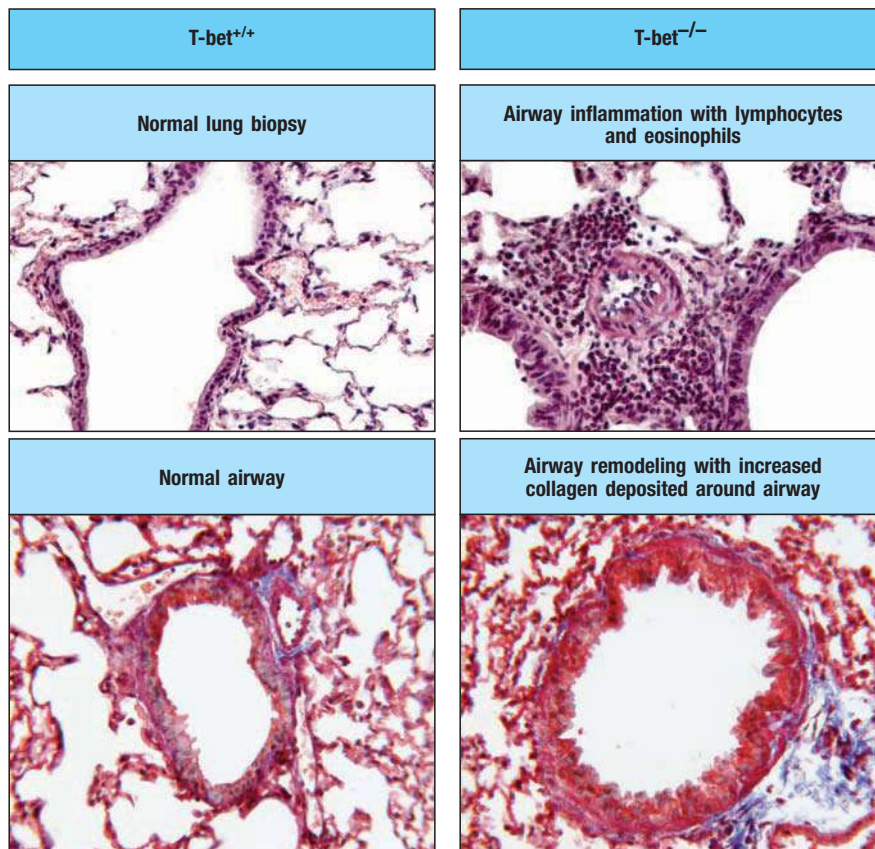 T-bet+/+
T-bet−/−
Normal lung biopsy
Airway inflammation with lymphocytes
and eosinophils
Normal airway
Airway remodeling with increased
collagen deposited around airway